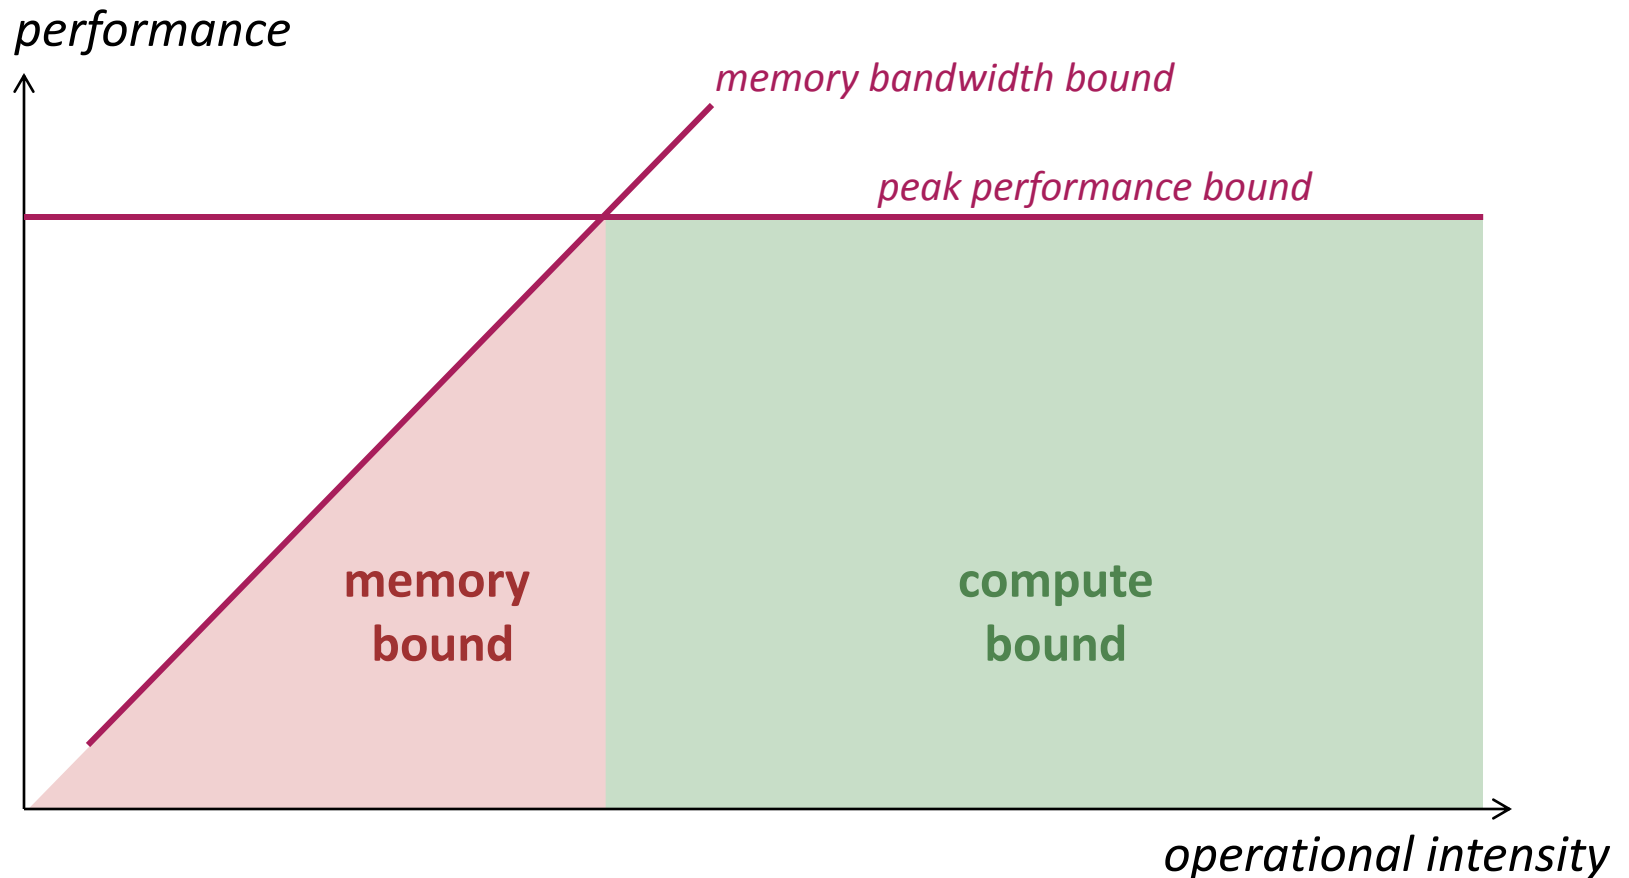 performance
memory bandwidth bound
peak performance bound
memory
bound
compute
bound
operational intensity